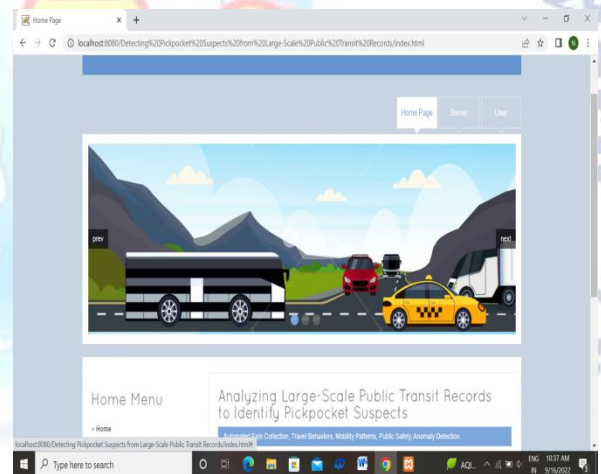 Home Page
localhost:8080/Detecting%20Pickpocket%20Suspects%20from%20Large-Scale%20Public%20Transit%20Records/index.html
Home Page Server User
prev next
Home Menu
» Home
Analyzing Large-Scale Public Transit Records
to Identify Pickpocket Suspects
Automated Fare Collection, Travel Behaviors, Mobility Patterns, Public Safety, Anomaly Detection.
localhost:8080/Detecting Pickpocket Suspects from Large-Scale Public Transit Records/index.html#
Type here to search
AQI...
ENG
10:37 AM
9/16/2022